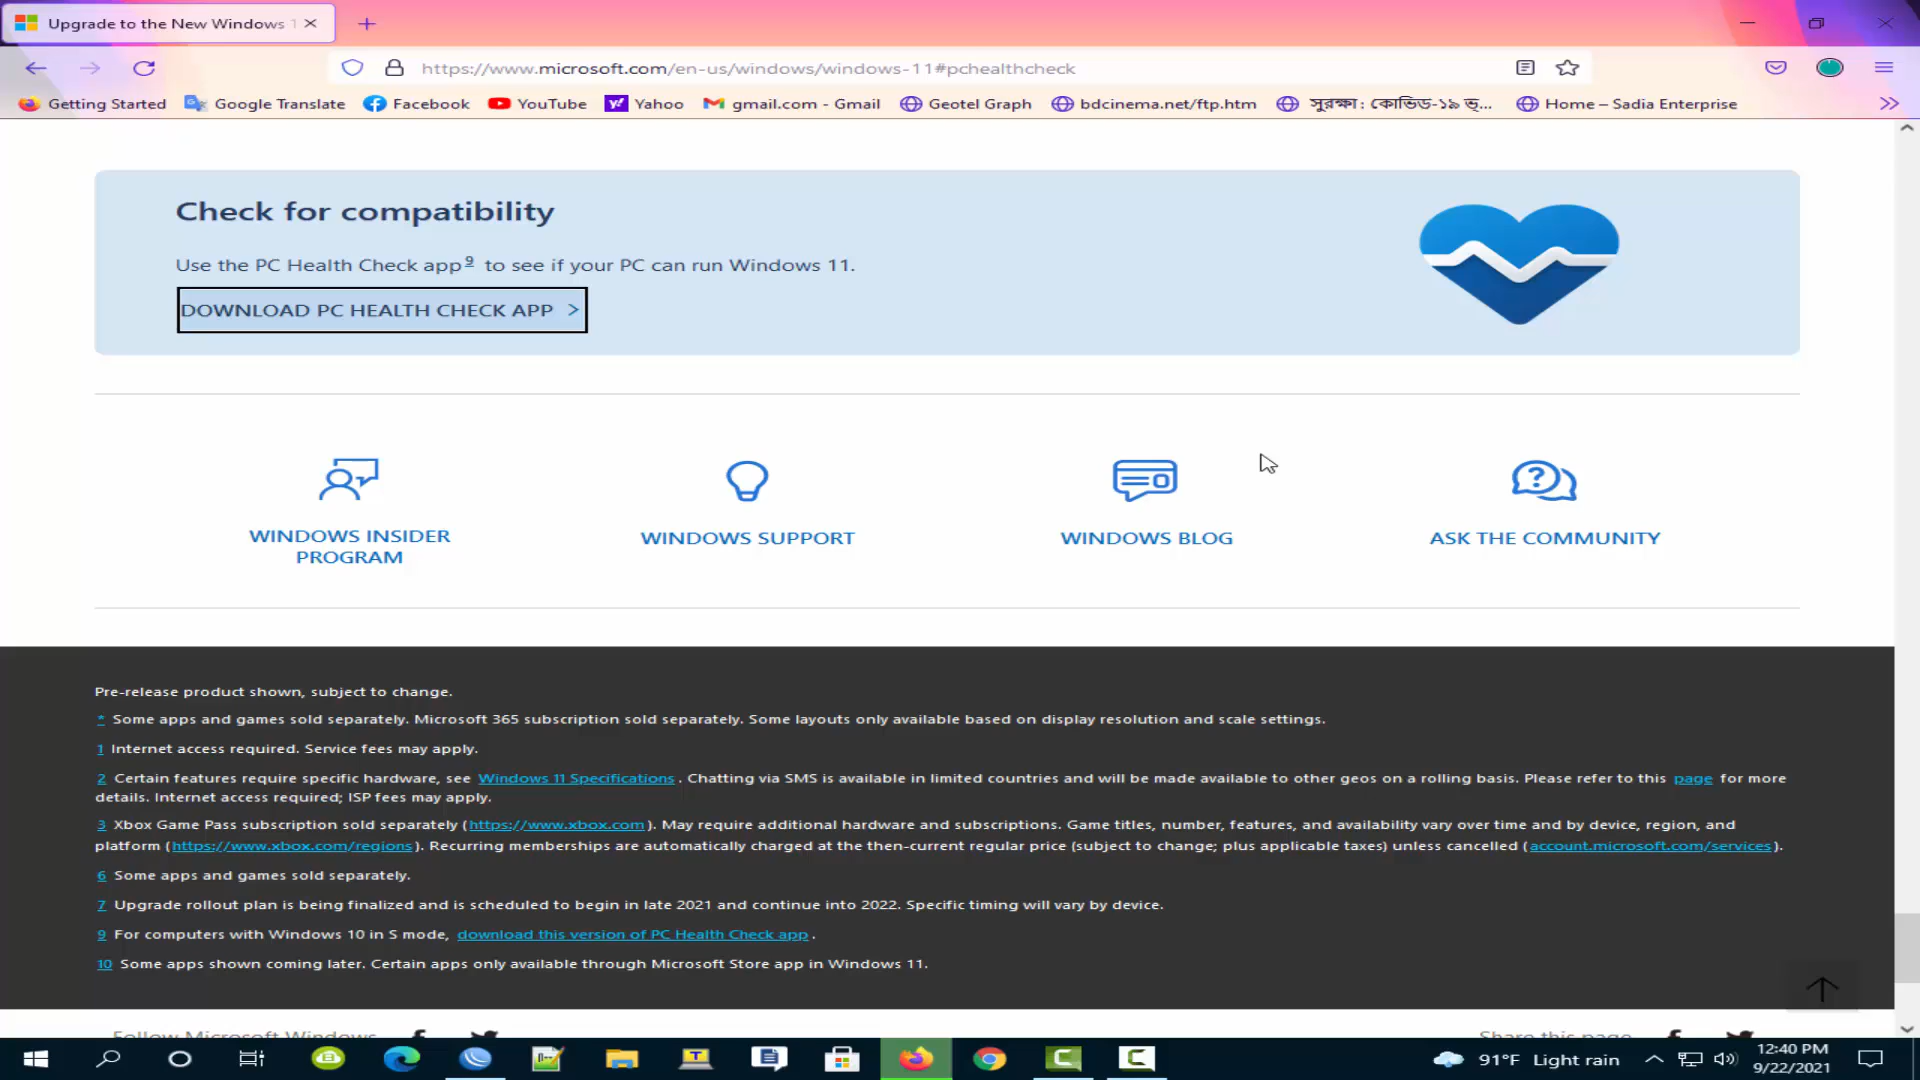 Upgrade to the New Windows 1
https://www.microsoft.com/en-us/windows/windows-11#pchealthcheck
Getting Started Google Translate Facebook YouTube Yahoo gmail.com - Gmail Geotel Graph bdcinema.net/ftp.htm সুরক্ষা : কোভিড-১৯ ভ্... Home – Sadia Enterprise
Check for compatibility
Use the PC Health Check app9 to see if your PC can run Windows 11.
DOWNLOAD PC HEALTH CHECK APP >
WINDOWS INSIDER
PROGRAM
WINDOWS SUPPORT
WINDOWS BLOG
ASK THE COMMUNITY
Pre-release product shown, subject to change.
* Some apps and games sold separately. Microsoft 365 subscription sold separately. Some layouts only available based on display resolution and scale settings.
1 Internet access required. Service fees may apply.
2 Certain features require specific hardware, see Windows 11 Specifications. Chatting via SMS is available in limited countries and will be made available to other geos on a rolling basis. Please refer to this page for more
details. Internet access required; ISP fees may apply.
3 Xbox Game Pass subscription sold separately (https://www.xbox.com). May require additional hardware and subscriptions. Game titles, number, features, and availability vary over time and by device, region, and
platform (https://www.xbox.com/regions). Recurring memberships are automatically charged at the then-current regular price (subject to change; plus applicable taxes) unless cancelled (account.microsoft.com/services).
6 Some apps and games sold separately.
7 Upgrade rollout plan is being finalized and is scheduled to begin in late 2021 and continue into 2022. Specific timing will vary by device.
9 For computers with Windows 10 in S mode, download this version of PC Health Check app.
10 Some apps shown coming later. Certain apps only available through Microsoft Store app in Windows 11.
Follow Microsoft Windows
Share this page
91°F Light rain
12:40 PM
9/22/2021